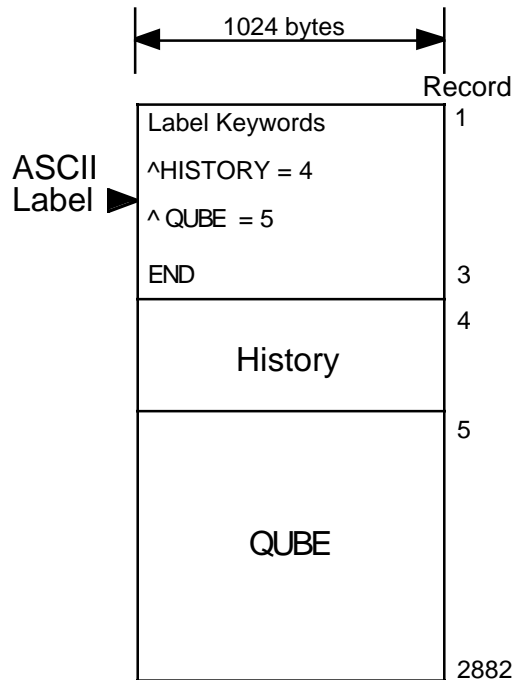 1024 bytes
Record
Label Keywords 1
ASCII
Label
^HISTORY = 4
^ QUBE = 5
END 3
4
History
5
QUBE
2882